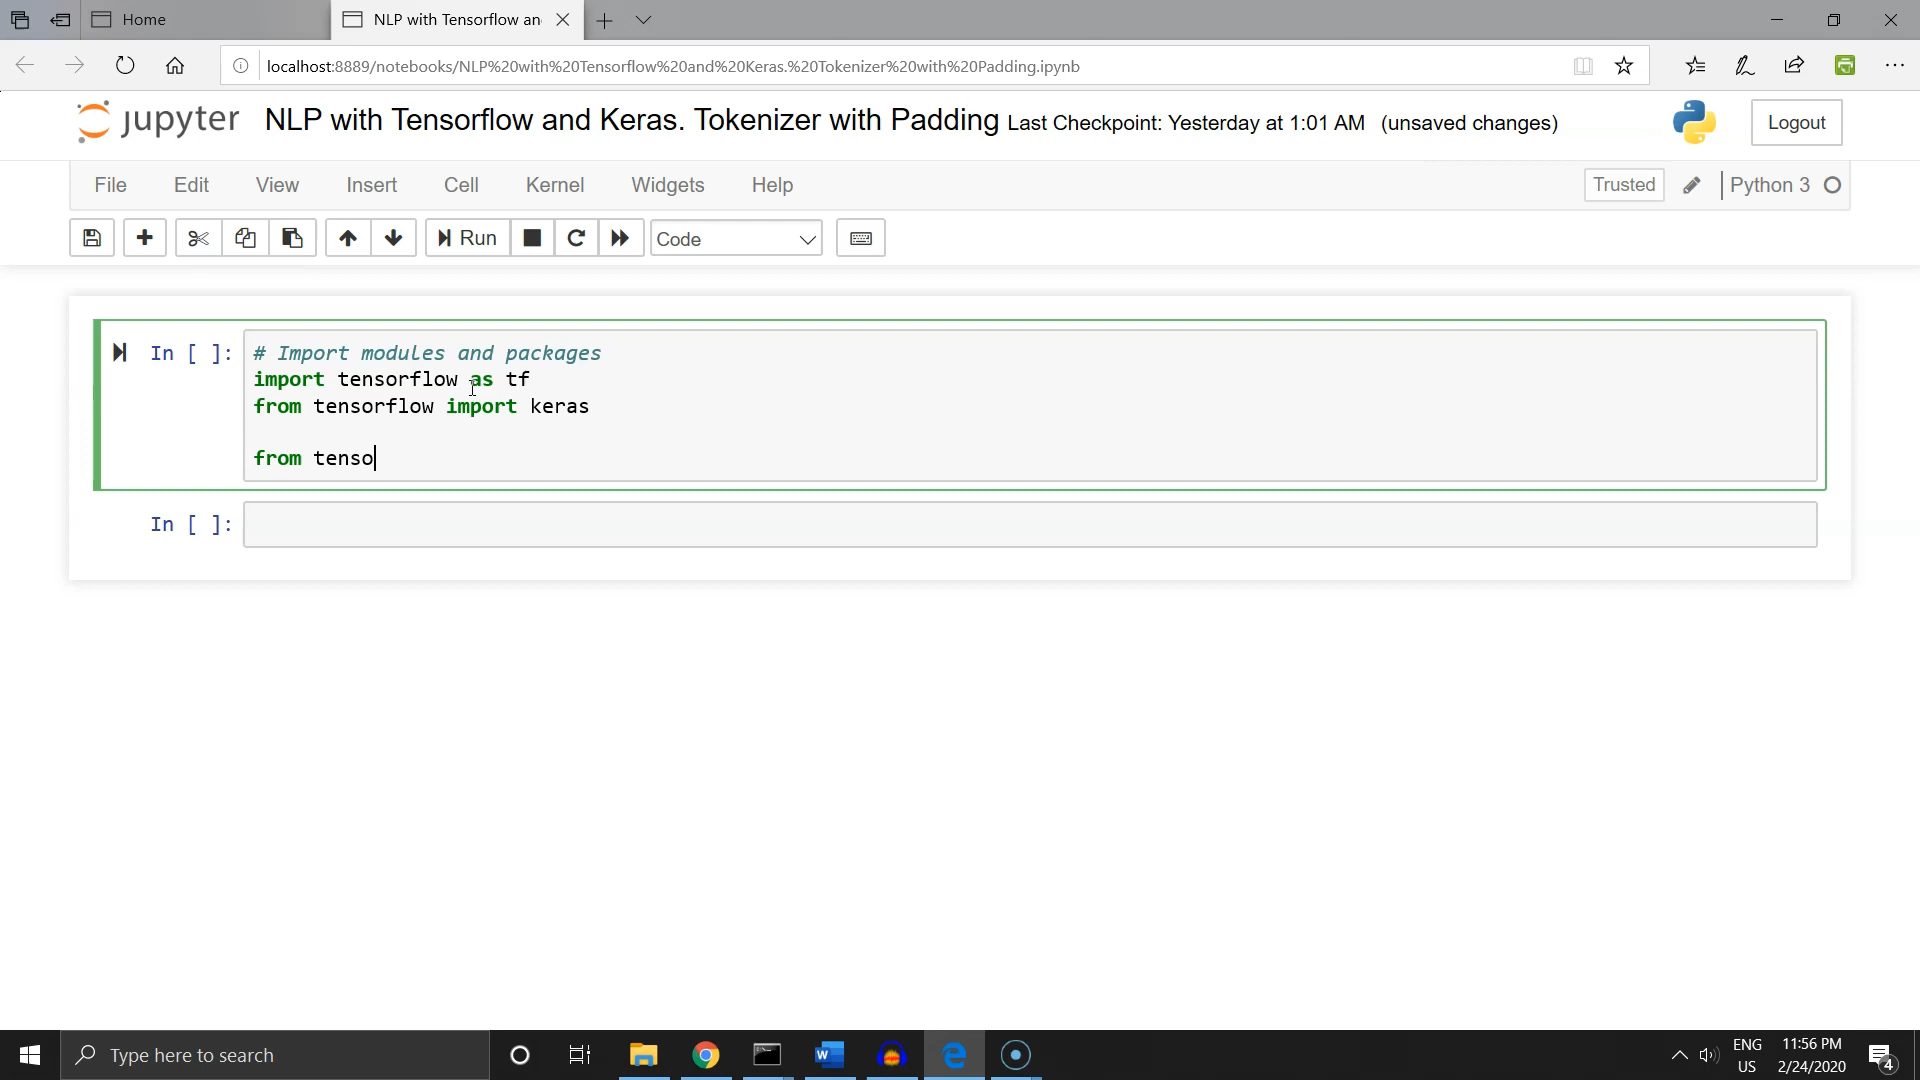 Home
NLP with Tensorflow an
localhost:8889/notebooks/NLP%20with%20Tensorflow%20and%20Keras.%20Tokenizer%20with%20Padding.ipynb
jupyter NLP with Tensorflow and Keras. Tokenizer with Padding Last Checkpoint: Yesterday at 1:01 AM (unsaved changes)
Logout
File Edit View Insert Cell Kernel Widgets Help
Trusted
Python 3
Run
Code
In [ ]: # Import modules and packages
import tensorflow as tf
from tensorflow import keras
from tenso
In [ ]:
Type here to search
ENG
US
11:56 PM
2/24/2020
4